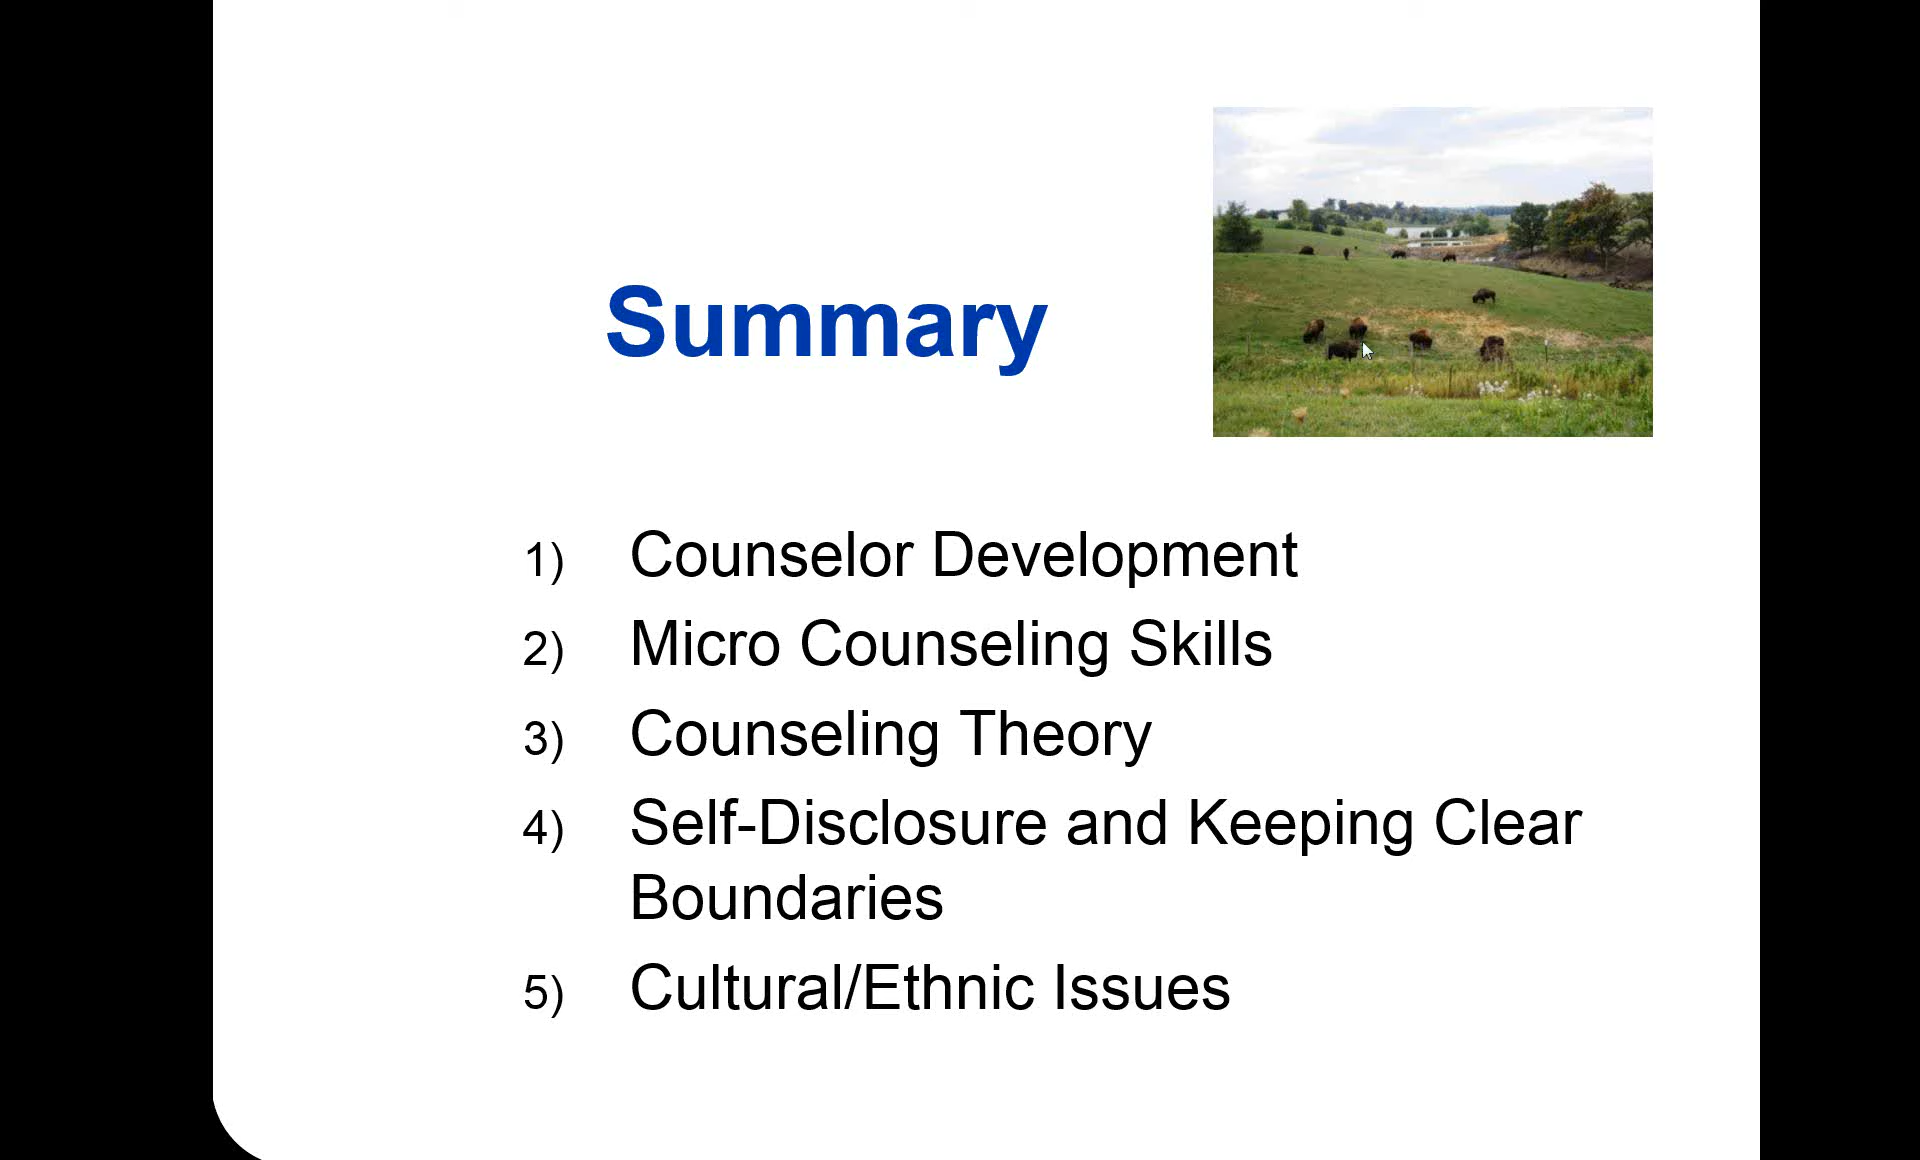 Summary
1) Counselor Development
2) Micro Counseling Skills
3) Counseling Theory
4) Self-Disclosure and Keeping Clear
Boundaries
5) Cultural/Ethnic Issues